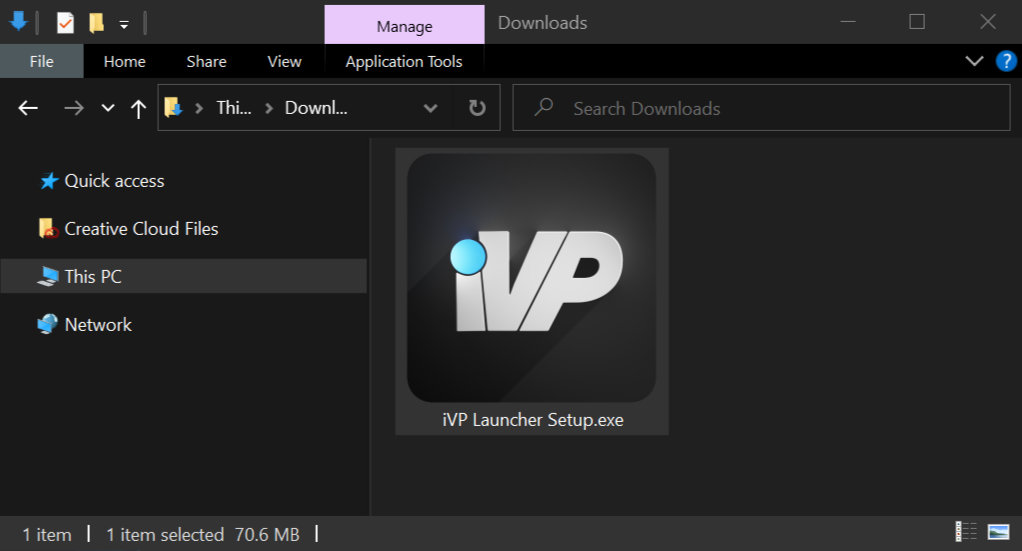 Manage
Downloads
File
Home
Share
View
Application Tools
?
Thi...
Downl...
Search Downloads
Quick access
Creative Cloud Files
This PC
Network
iVP
iVP Launcher Setup.exe
1 item
1 item selected 70.6 MB